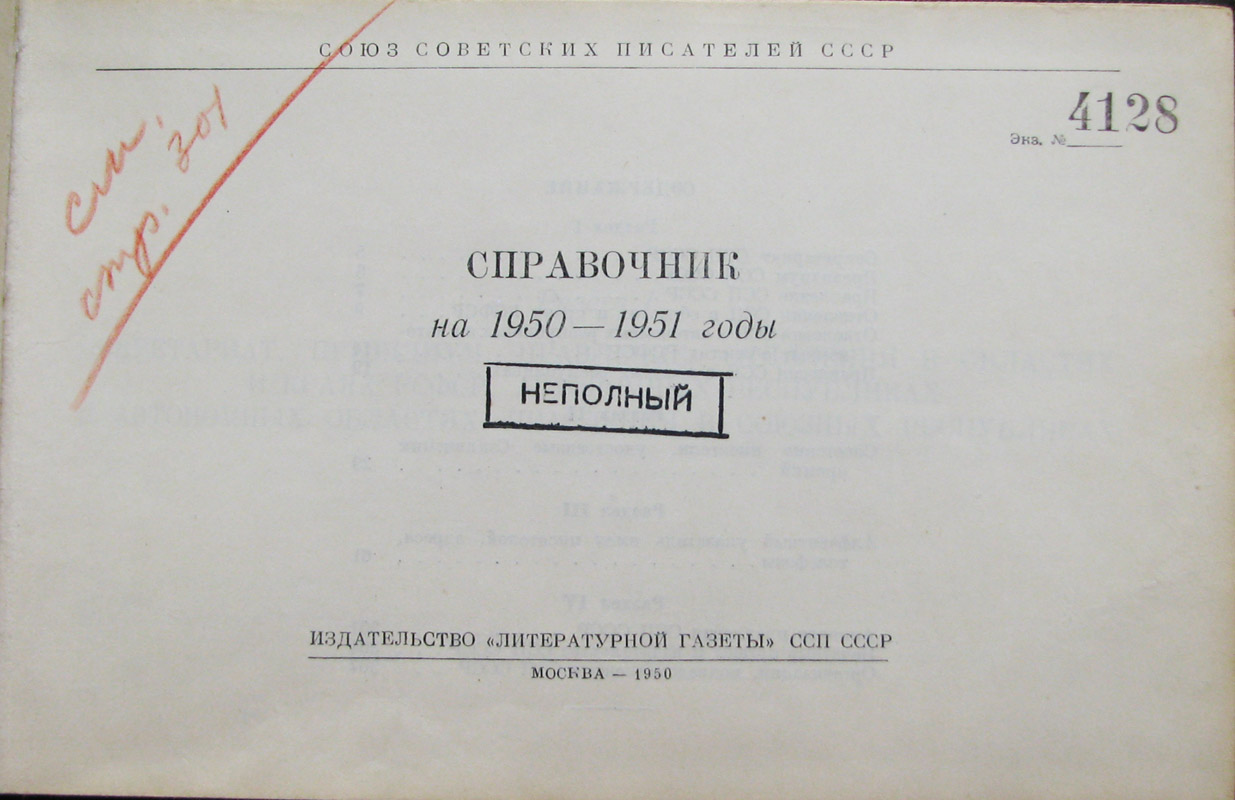 СОЮЗ СОВЕТСКИХ ПИСАТЕЛЕЙ СССР
4128
Экз. №
см.
стр. 301
СПРАВОЧНИК
на 1950—1951 годы
НЕПОЛНЫЙ
ИЗДАТЕЛЬСТВО «ЛИТЕРАТУРНОЙ ГАЗЕТЫ» ССП СССР
МОСКВА — 1950